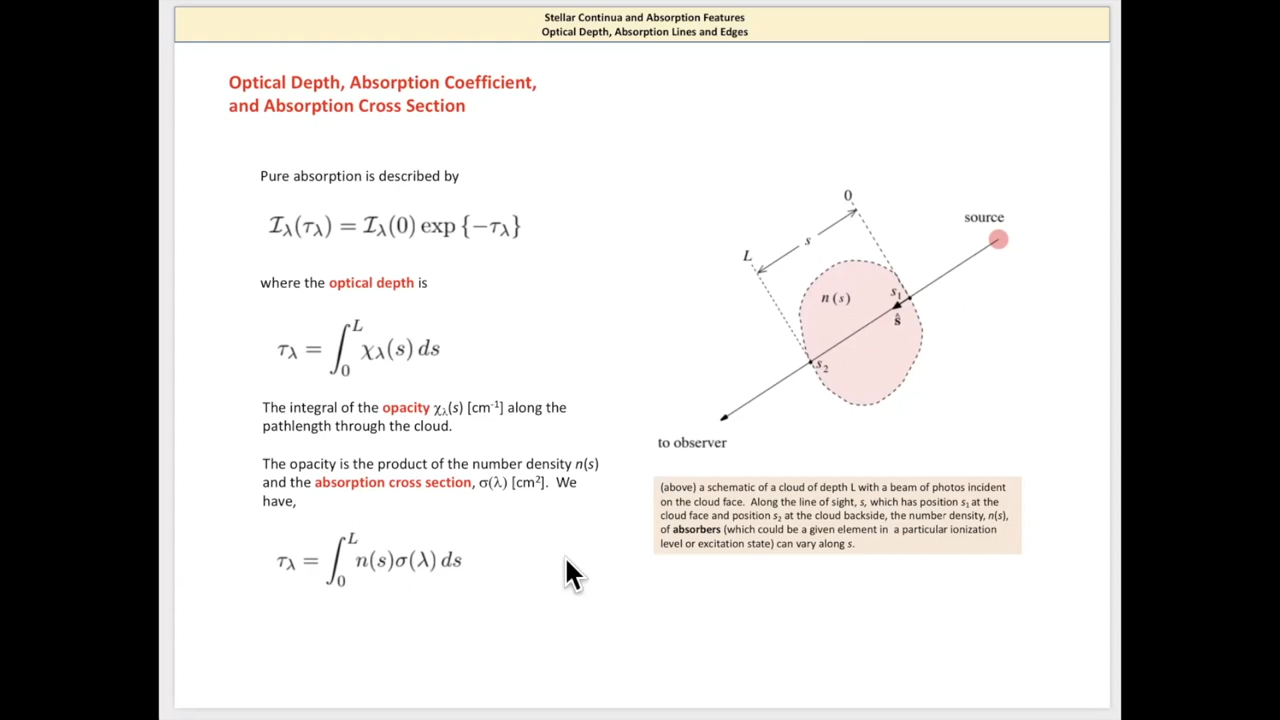 Stellar Continua and Absorption Features
Optical Depth, Absorption Lines and Edges
Optical Depth, Absorption Coefficient,
and Absorption Cross Section
Pure absorption is described by
𝓘λ(τλ) = 𝓘λ(0) exp {−τλ}
where the optical depth is
τλ = ∫₀ᴸ χλ(s) ds
The integral of the opacity χλ(s) [cm⁻¹] along the
pathlength through the cloud.
The opacity is the product of the number density n(s)
and the absorption cross section, σ(λ) [cm²]. We
have,
τλ = ∫₀ᴸ n(s)σ(λ) ds
0
source
s
L
n (s)
s₁
ŝ
s₂
to observer
(above) a schematic of a cloud of depth L with a beam of photos incident
on the cloud face. Along the line of sight, s, which has position s₁ at the
cloud face and position s₂ at the cloud backside, the number density, n(s),
of absorbers (which could be a given element in a particular ionization
level or excitation state) can vary along s.